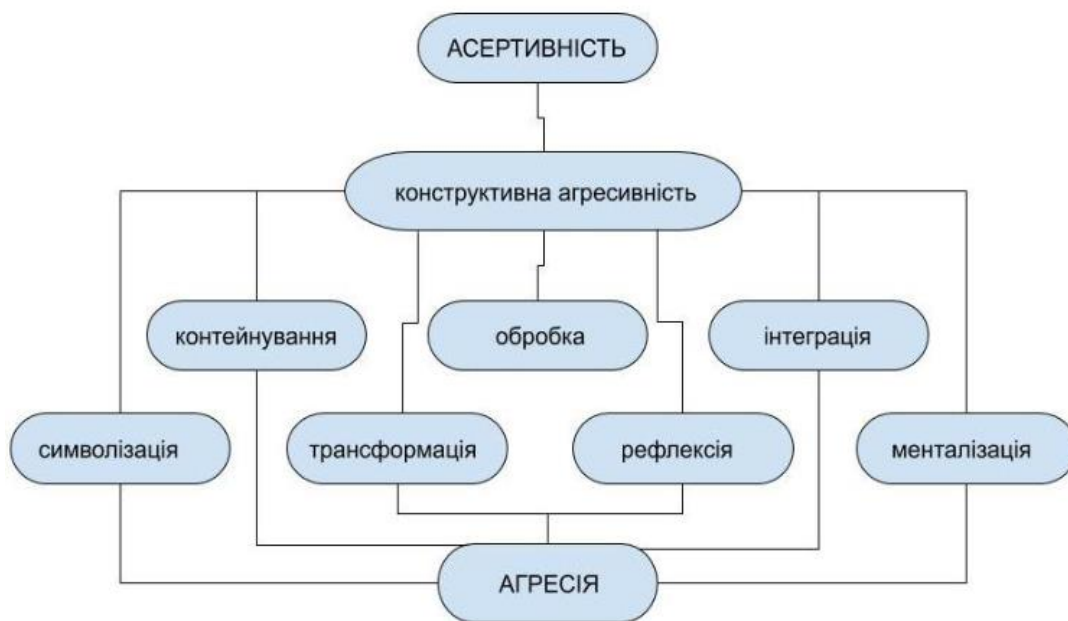 АСЕРТИВНІСТЬ
конструктивна агресивність
контейнування
обробка
інтеграція
символізація
трансформація
рефлексія
менталізація
АГРЕСІЯ